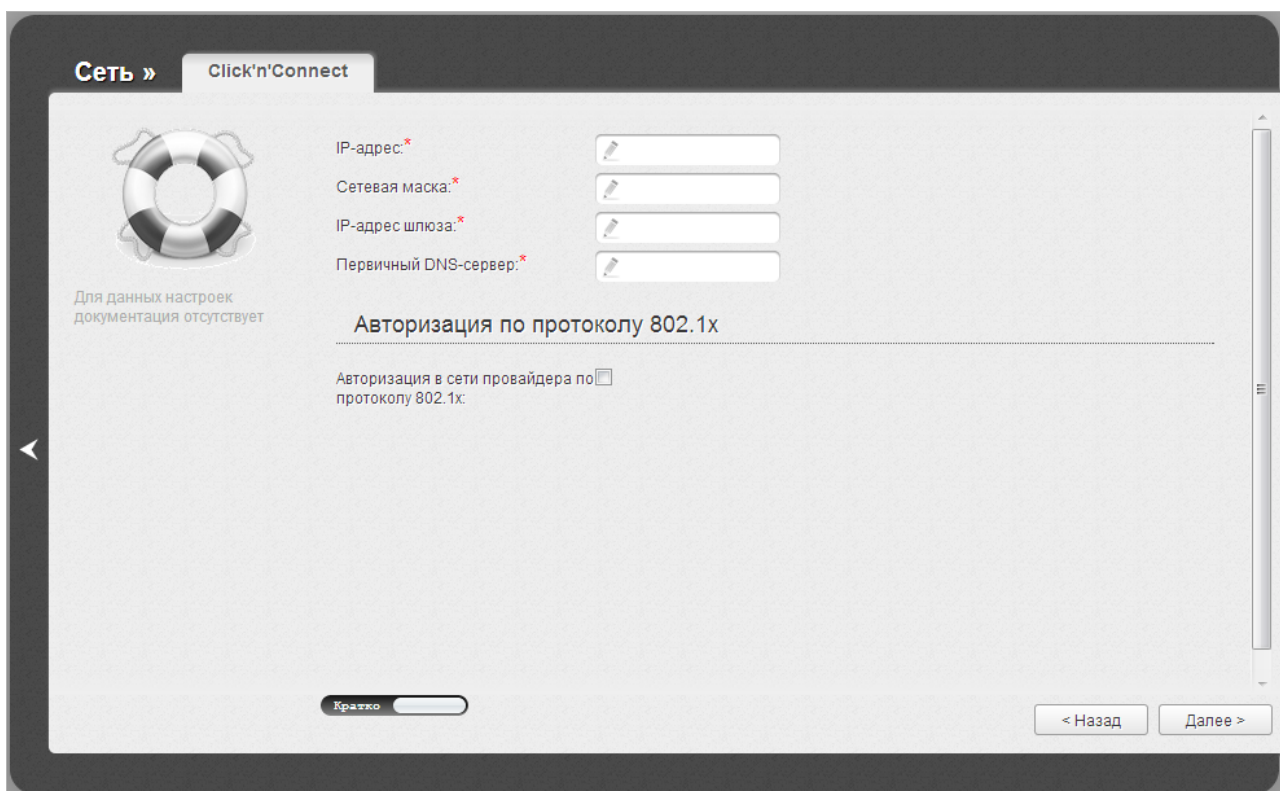 Сеть »
Click'n'Connect
IP-адрес:*
Сетевая маска:*
IP-адрес шлюза:*
Первичный DNS-сервер:*
Для данных настроек
документация отсутствует
Авторизация по протоколу 802.1x
Авторизация в сети провайдера по
протоколу 802.1x:
Кратко
< Назад
Далее >